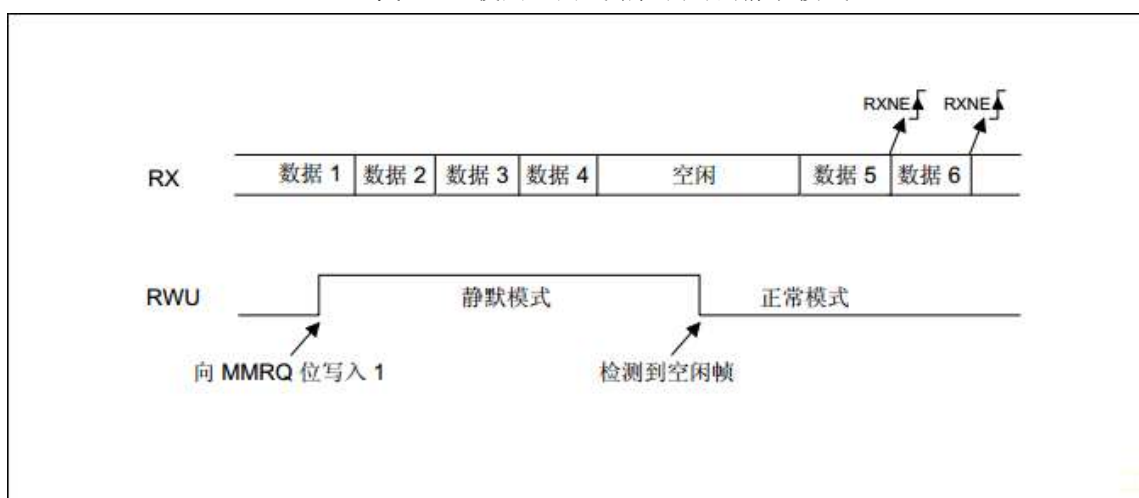 RXNE RXNE
RX 数据 1 数据 2 数据 3 数据 4 空闲 数据 5 数据 6
RWU 静默模式 正常模式
向 MMRQ 位写入 1 检测到空闲帧